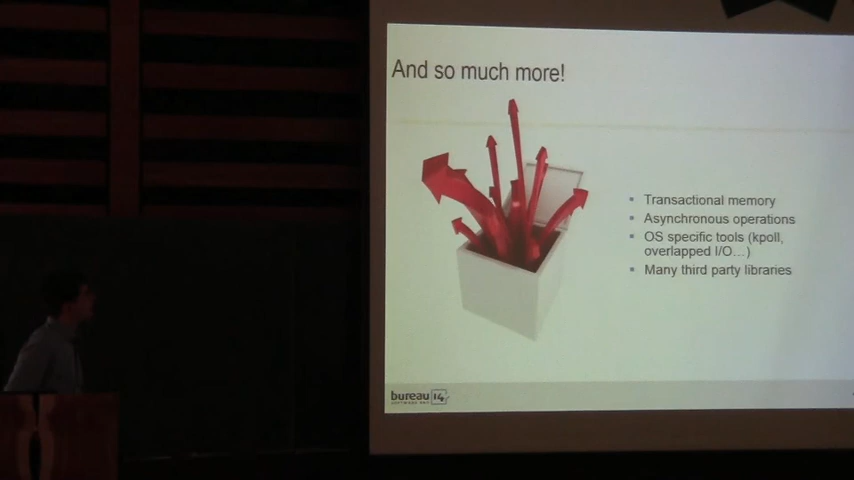 And so much more!
Transactional memory
Asynchronous operations
OS specific tools (kpoll,
overlapped I/O...)
Many third party libraries
bureau 14